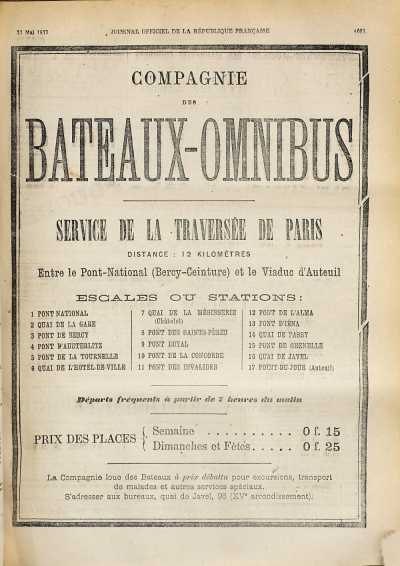 Mai 1877
JOURNAL OFFICIEL DE LA RÉPUBLIQUE FRANÇAISE
COMPAGNIE
DES
BATEAUX-OMNIBUS
SERVICE DE LA TRAVERSÉE DE PARIS
DISTANCE : 12 KILOMÈTRES
Entre le Pont-National (Bercy-Ceinture) et le Viaduc d'Auteuil
ESCALES OU STATIONS :
1 PONT NATIONAL
2 QUAI DE LA GARE
3 PONT DE BERCY
4 PONT D'AUSTERLITZ
5 PONT DE LA TOURNELLE
6 QUAI DE L'HOTEL-DE-VILLE
7 QUAI DE LA MÉGISSERIE
(Châtelet)
8 PONT DES SAINTS-PÈRES
9 PONT ROYAL
10 PONT DE LA CONCORDE
11 PONT DES INVALIDES
12 PONT DE L'ALMA
13 PONT D'IÉNA
14 QUAI DE PASSY
15 PONT DE GRENELLE
16 QUAI DE JAVEL
17 POINT-DU-JOUR (Auteuil)
Départs fréquents à partir de 7 heures du matin
PRIX DES PLACES { Semaine . . . . . . . . . . . 0 f. 15
Dimanches et Fêtes. . . . . 0 f. 25
La Compagnie loue des Bateaux à prix débattu pour excursions, transport
de malades et autres services spéciaux.
S'adresser aux bureaux, quai de Javel, 96 (XVe arrondissement).